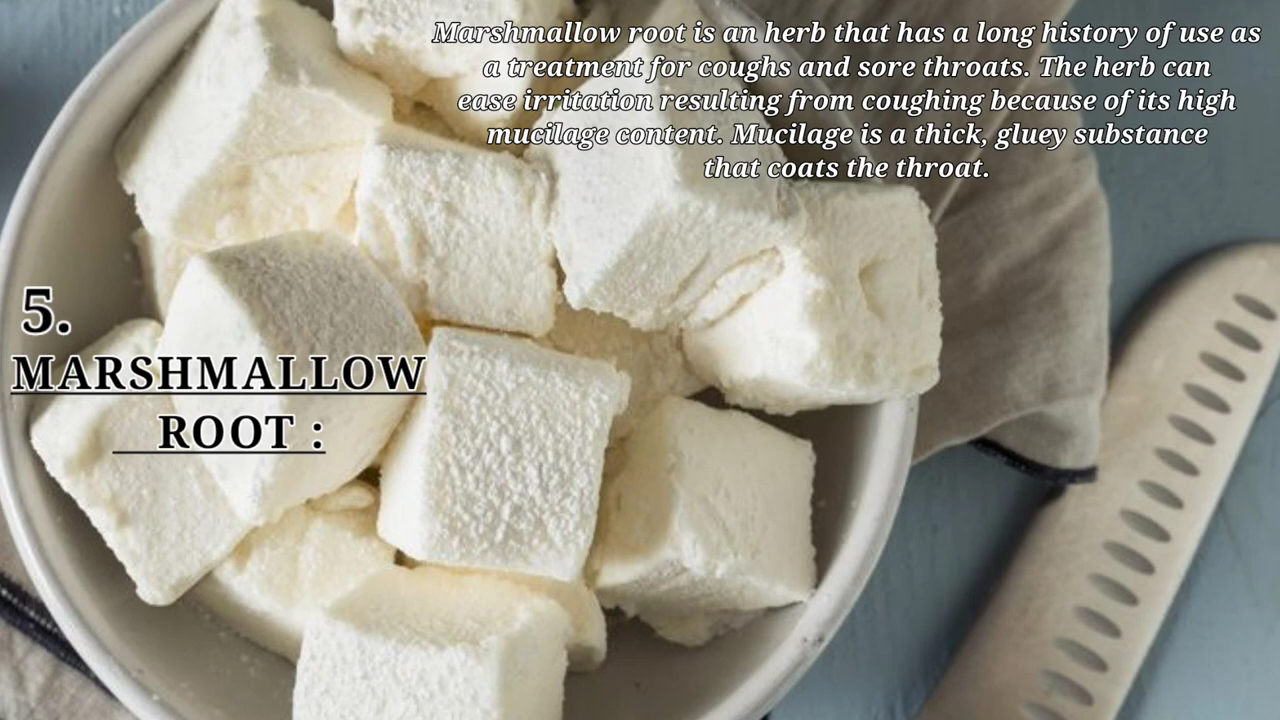 Marshmallow root is an herb that has a long history of use as
a treatment for coughs and sore throats. The herb can
ease irritation resulting from coughing because of its high
mucilage content. Mucilage is a thick, gluey substance
that coats the throat.
5.
MARSHMALLOW
ROOT :